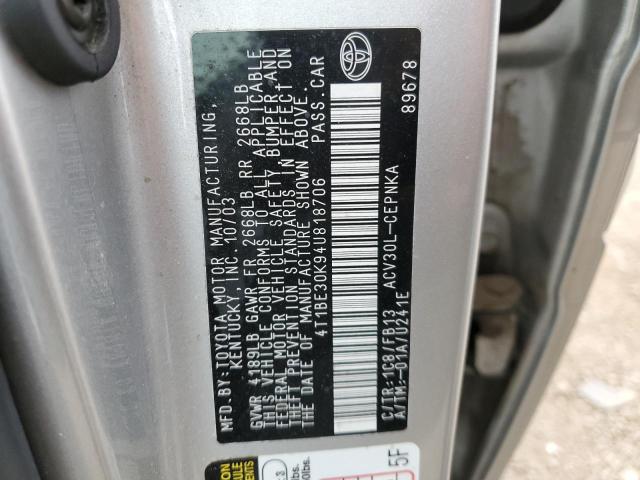 MFD.BY:TOYOTA MOTOR MANUFACTURING,
KENTUCKY, INC. 10/03
GVWR 4189LB GAWR FR 2668LB RR 2668LB
THIS VEHICLE CONFORMS TO ALL APPLICABLE
FEDERAL MOTOR VEHICLE SAFETY, BUMPER, AND
THEFT PREVENTION STANDARDS IN EFFECT ON
THE DATE OF MANUFACTURE SHOWN ABOVE.
4T1BE30K94U818706 PASS.CAR
C/TR:1C8/FB13 ACV30L-CEPNKA
A/TM:-01A/U241E 89678
5F